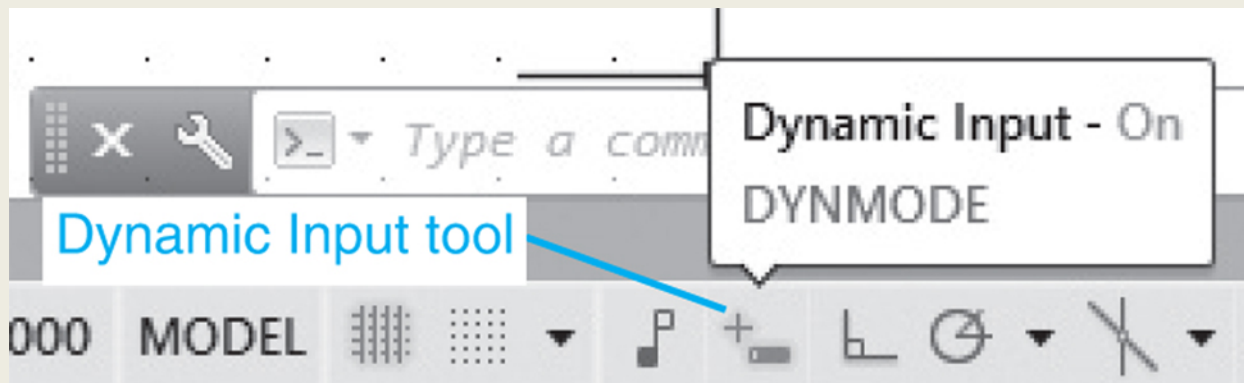 Type a comm
Dynamic Input - On
DYNMODE
Dynamic Input tool
000 MODEL